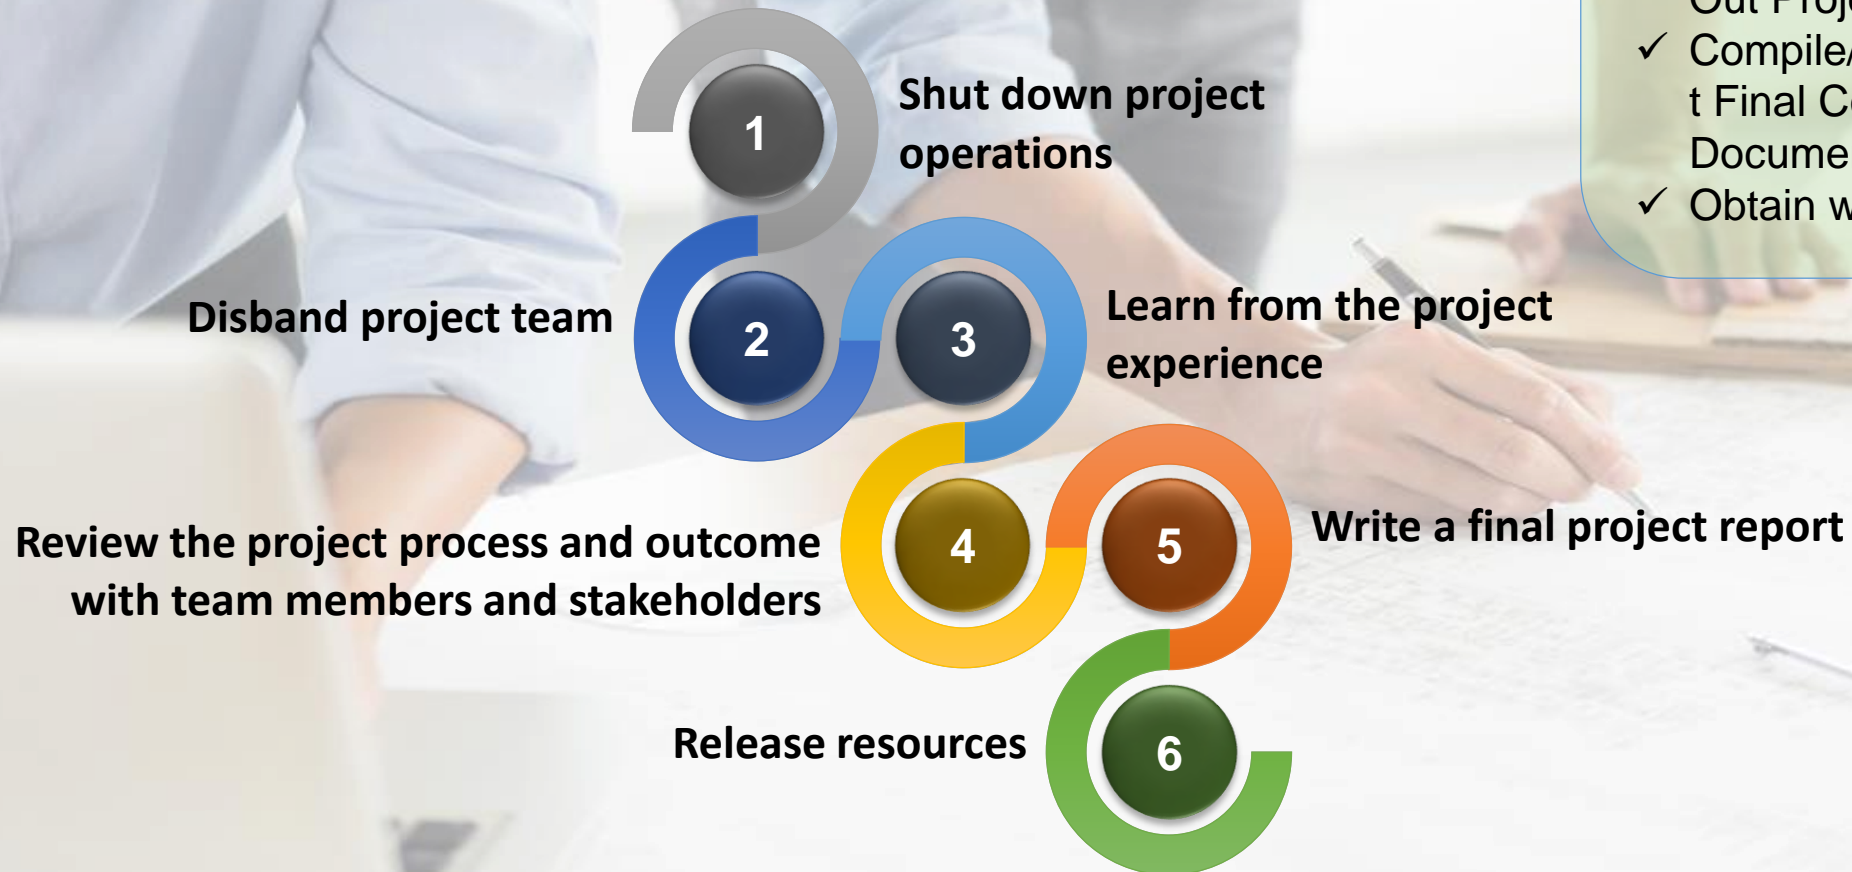 Out Proj
✓ Compile/
t Final C
Docume
✓ Obtain w
1
Shut down project
operations
Disband project team
2
3
Learn from the project
experience
Review the project process and outcome
with team members and stakeholders
4
5
Write a final project report
Release resources
6